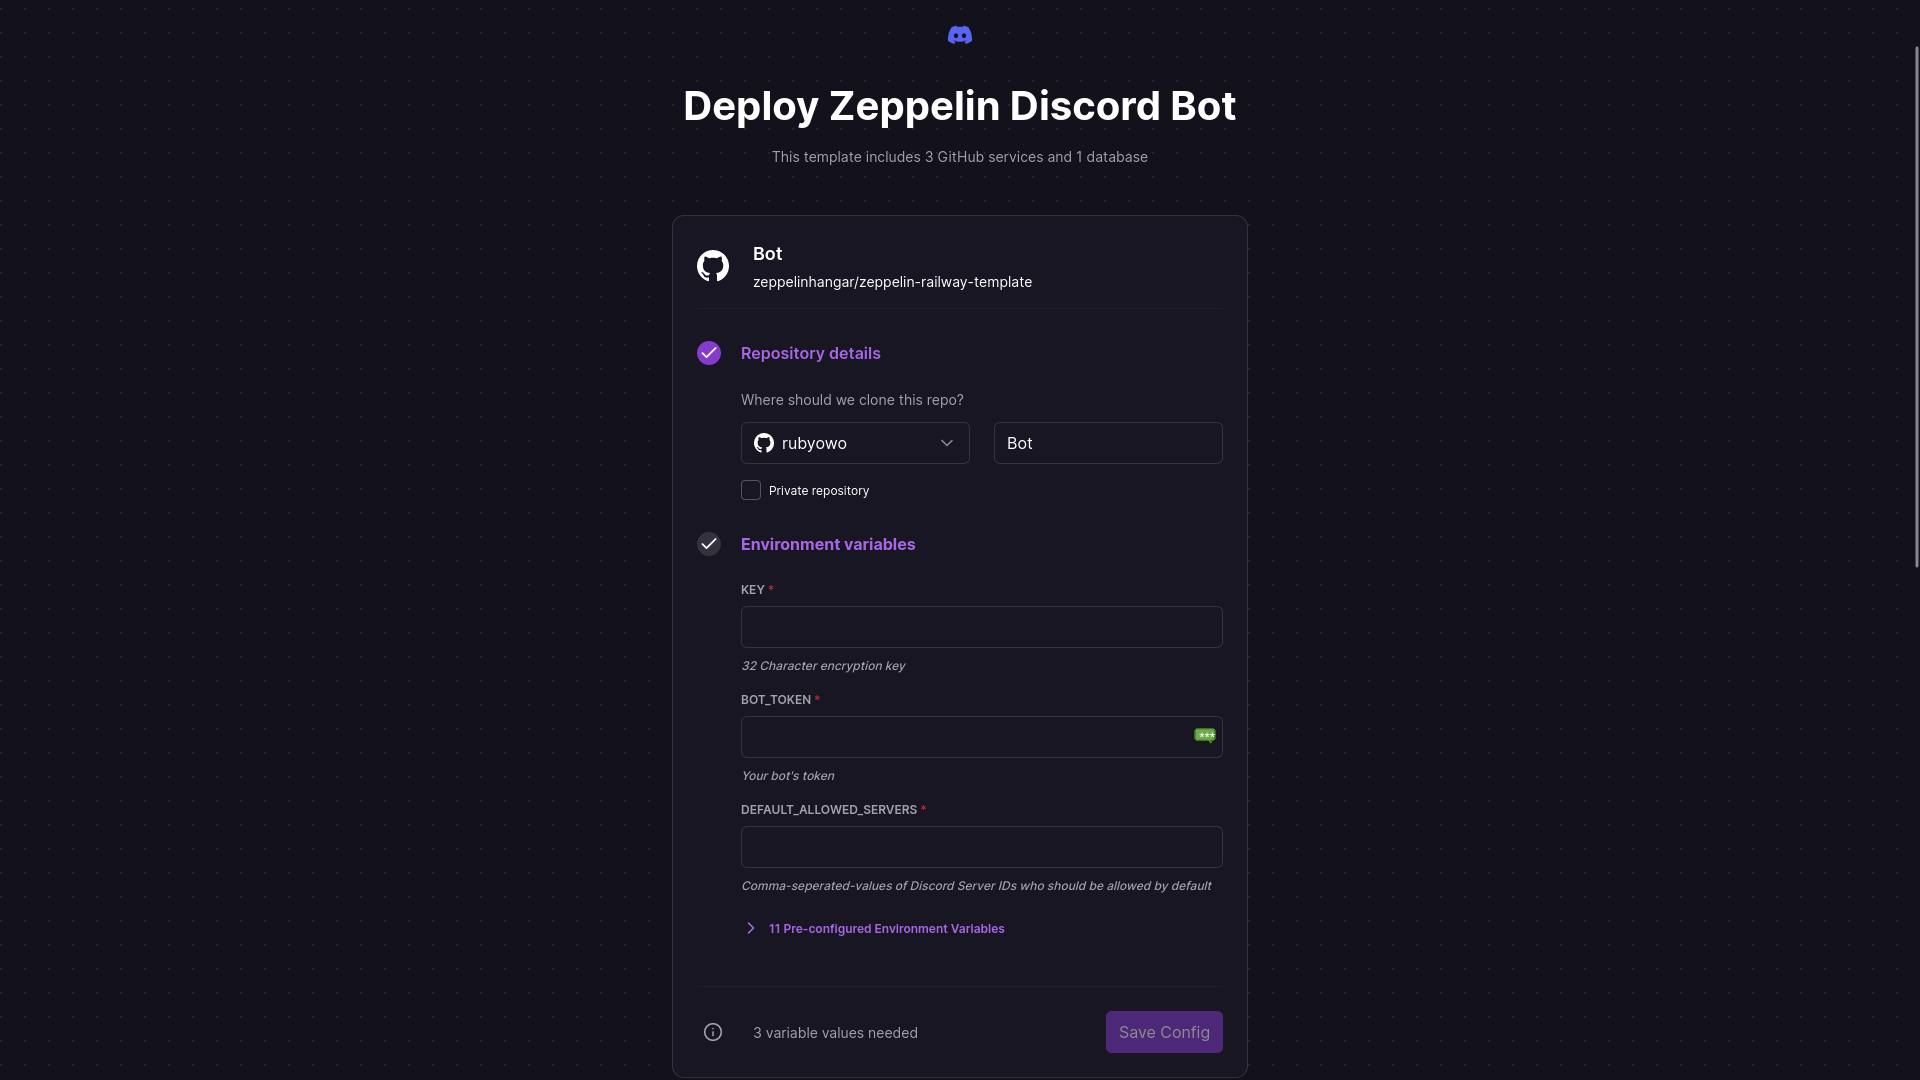 Deploy Zeppelin Discord Bot
This template includes 3 GitHub services and 1 database
Bot
zeppelinhangar/zeppelin-railway-template
Repository details
Where should we clone this repo?
rubyowo
Bot
Private repository
Environment variables
KEY *
32 Character encryption key
BOT_TOKEN *
***
Your bot's token
DEFAULT_ALLOWED_SERVERS *
Comma-seperated-values of Discord Server IDs who should be allowed by default
11 Pre-configured Environment Variables
3 variable values needed
Save Config